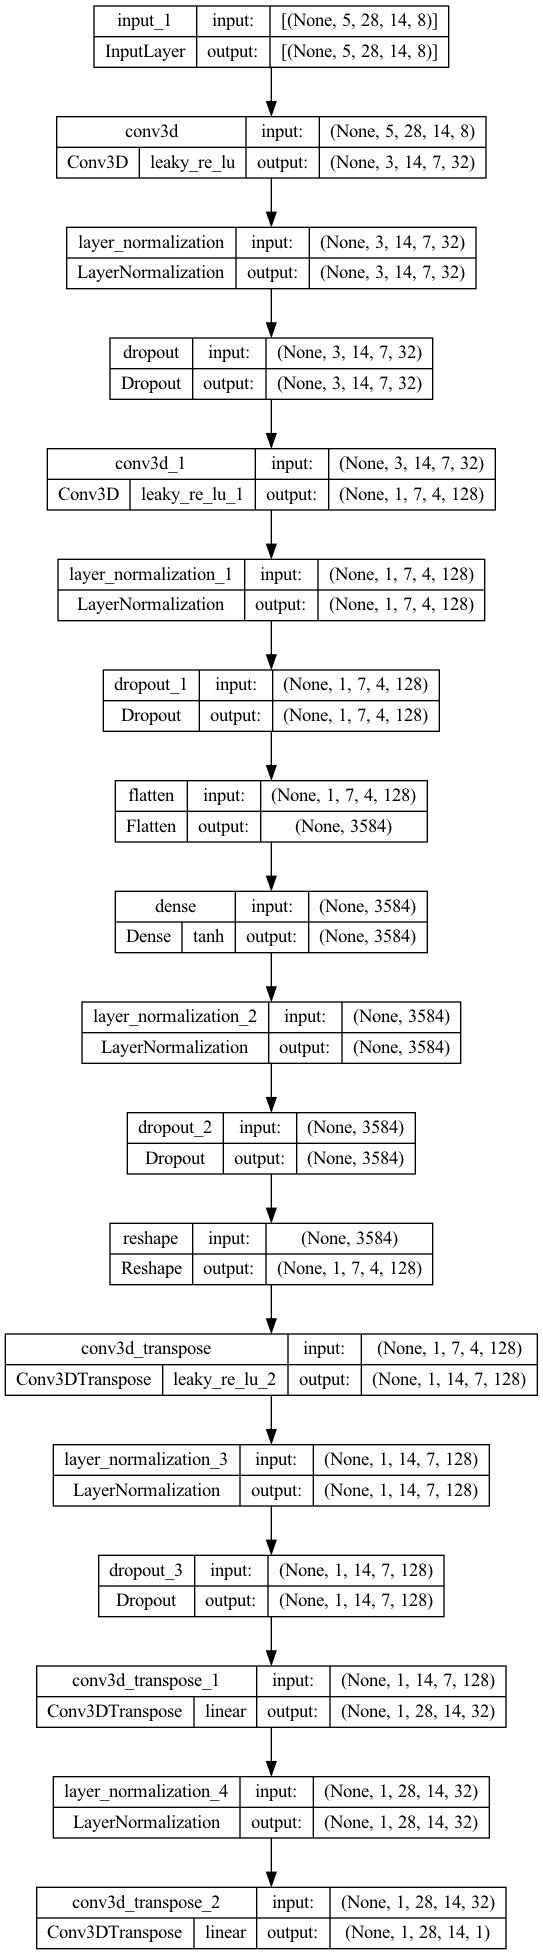 input_1 input: [(None, 5, 28, 14, 8)]
InputLayer output: [(None, 5, 28, 14, 8)]
conv3d input: (None, 5, 28, 14, 8)
Conv3D leaky_re_lu output: (None, 3, 14, 7, 32)
layer_normalization input: (None, 3, 14, 7, 32)
LayerNormalization output: (None, 3, 14, 7, 32)
dropout input: (None, 3, 14, 7, 32)
Dropout output: (None, 3, 14, 7, 32)
conv3d_1 input: (None, 3, 14, 7, 32)
Conv3D leaky_re_lu_1 output: (None, 1, 7, 4, 128)
layer_normalization_1 input: (None, 1, 7, 4, 128)
LayerNormalization output: (None, 1, 7, 4, 128)
dropout_1 input: (None, 1, 7, 4, 128)
Dropout output: (None, 1, 7, 4, 128)
flatten input: (None, 1, 7, 4, 128)
Flatten output: (None, 3584)
dense input: (None, 3584)
Dense tanh output: (None, 3584)
layer_normalization_2 input: (None, 3584)
LayerNormalization output: (None, 3584)
dropout_2 input: (None, 3584)
Dropout output: (None, 3584)
reshape input: (None, 3584)
Reshape output: (None, 1, 7, 4, 128)
conv3d_transpose input: (None, 1, 7, 4, 128)
Conv3DTranspose leaky_re_lu_2 output: (None, 1, 14, 7, 128)
layer_normalization_3 input: (None, 1, 14, 7, 128)
LayerNormalization output: (None, 1, 14, 7, 128)
dropout_3 input: (None, 1, 14, 7, 128)
Dropout output: (None, 1, 14, 7, 128)
conv3d_transpose_1 input: (None, 1, 14, 7, 128)
Conv3DTranspose linear output: (None, 1, 28, 14, 32)
layer_normalization_4 input: (None, 1, 28, 14, 32)
LayerNormalization output: (None, 1, 28, 14, 32)
conv3d_transpose_2 input: (None, 1, 28, 14, 32)
Conv3DTranspose linear output: (None, 1, 28, 14, 1)